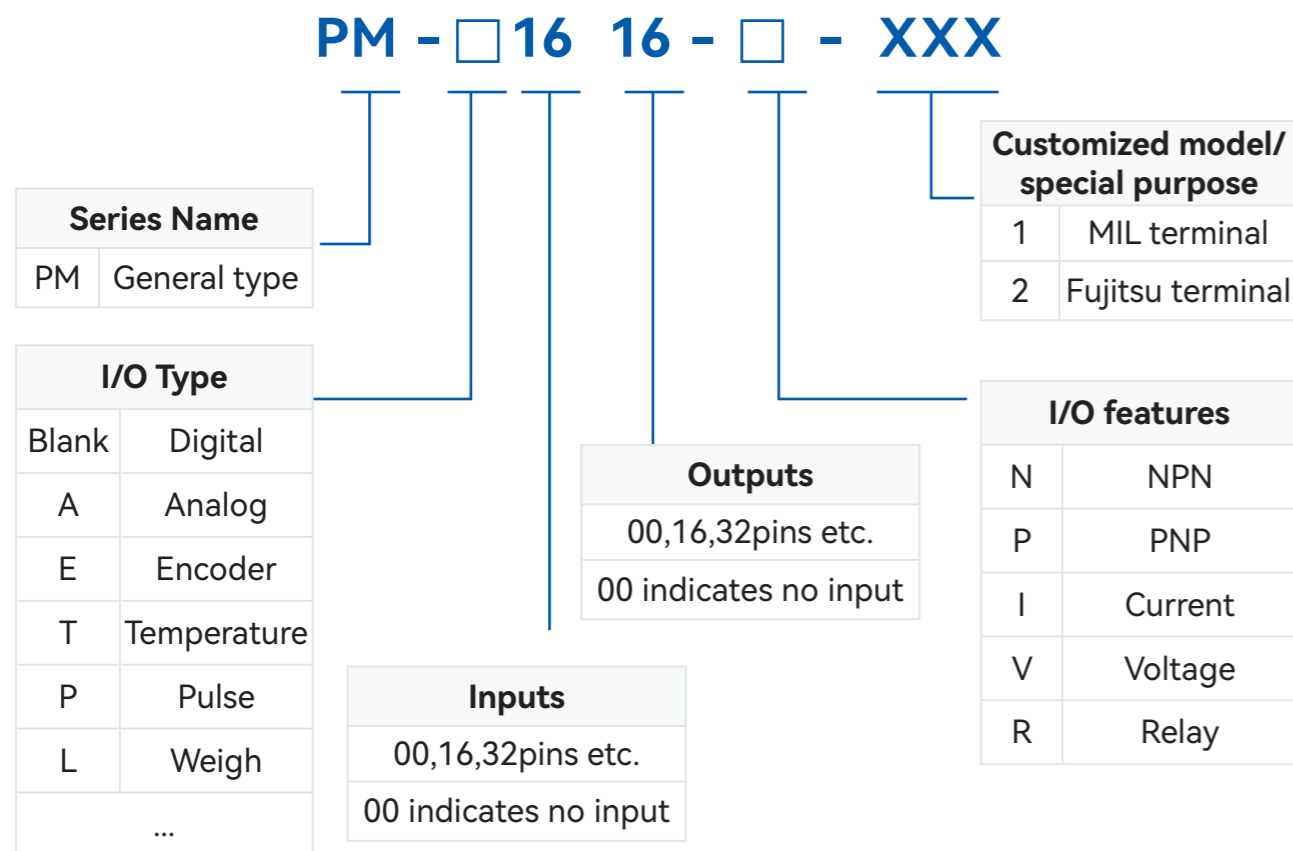 PM - □ 16 16 - □ - XXX
Series Name
PM General type
I/O Type
Blank Digital
A Analog
E Encoder
T Temperature
P Pulse
L Weigh
...
Inputs
00,16,32pins etc.
00 indicates no input
Outputs
00,16,32pins etc.
00 indicates no input
Customized model/
special purpose
1 MIL terminal
2 Fujitsu terminal
I/O features
N NPN
P PNP
I Current
V Voltage
R Relay